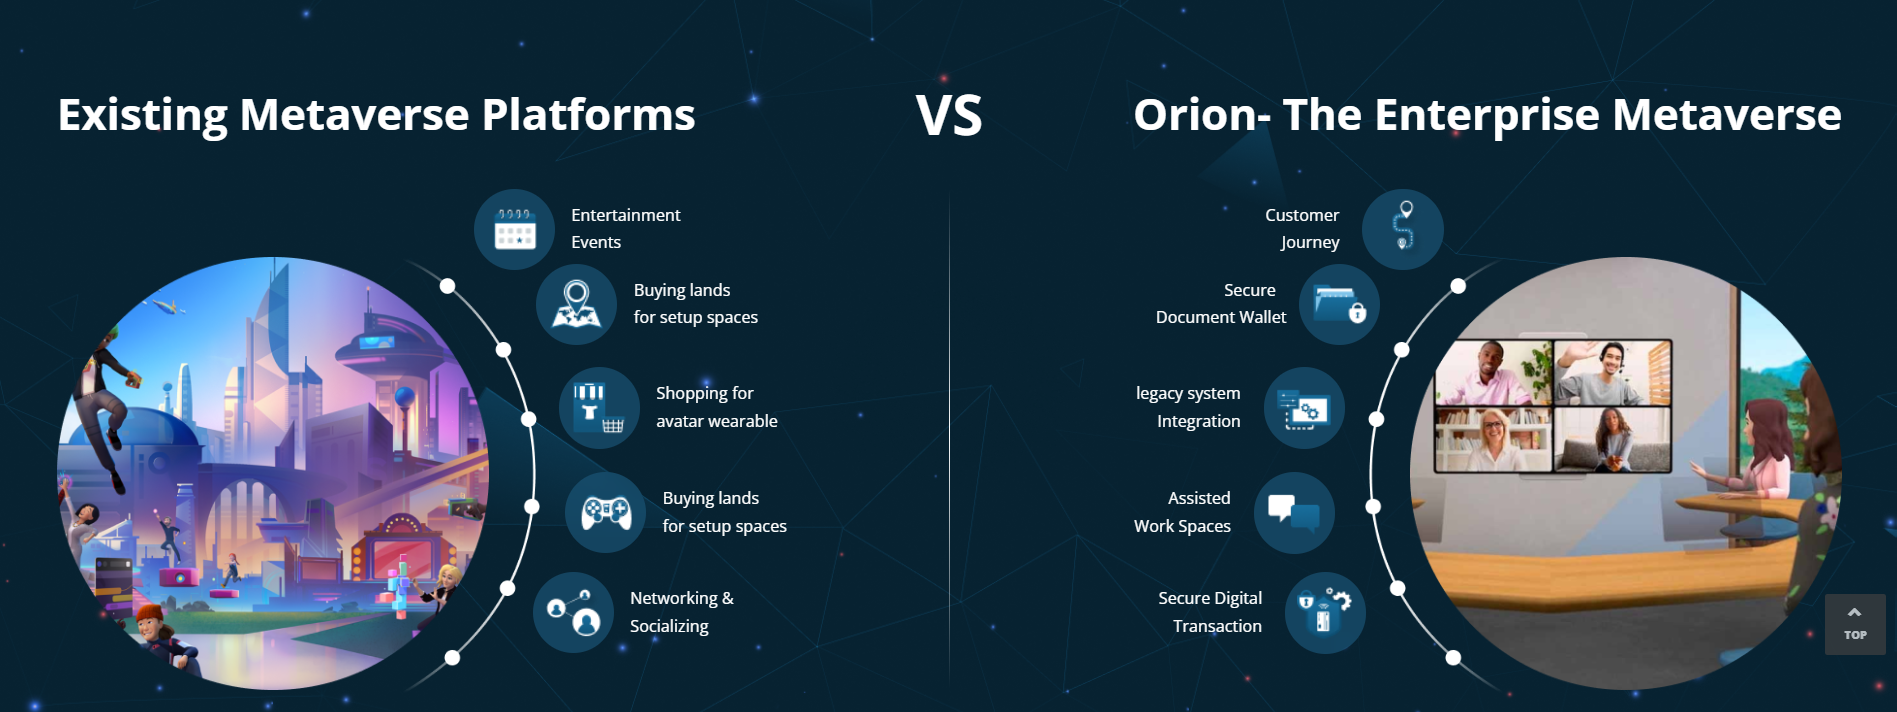 Existing Metaverse Platforms
VS
Orion- The Enterprise Metaverse
Entertainment
Events
Buying lands
for setup spaces
Shopping for
avatar wearable
Buying lands
for setup spaces
Networking &
Socializing
Customer
Journey
Secure
Document Wallet
legacy system
Integration
Assisted
Work Spaces
Secure Digital
Transaction
TOP